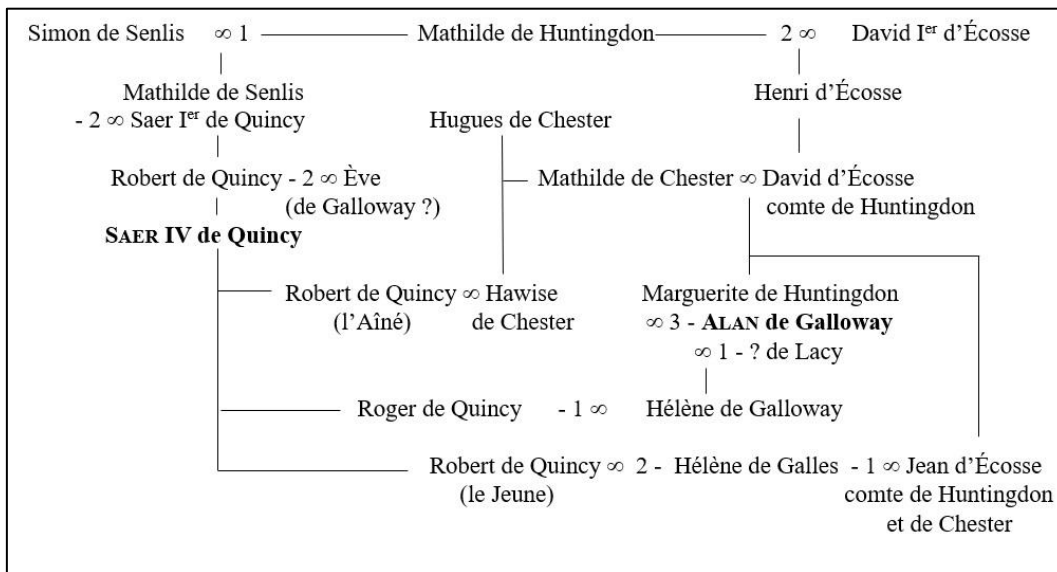 Simon de Senlis ∞ 1 Mathilde de Huntingdon 2 ∞ David Ier d’Écosse
Mathilde de Senlis Henri d’Écosse
- 2 ∞ Saer Ier de Quincy Hugues de Chester
Robert de Quincy - 2 ∞ Ève Mathilde de Chester ∞ David d’Écosse
(de Galloway ?) comte de Huntingdon
SAER IV de Quincy
Robert de Quincy ∞ Hawise Marguerite de Huntingdon
(l’Aîné) de Chester ∞ 3 - ALAN de Galloway
∞ 1 - ? de Lacy
Roger de Quincy - 1 ∞ Hélène de Galloway
Robert de Quincy ∞ 2 - Hélène de Galles - 1 ∞ Jean d’Écosse
(le Jeune) comte de Huntingdon
et de Chester